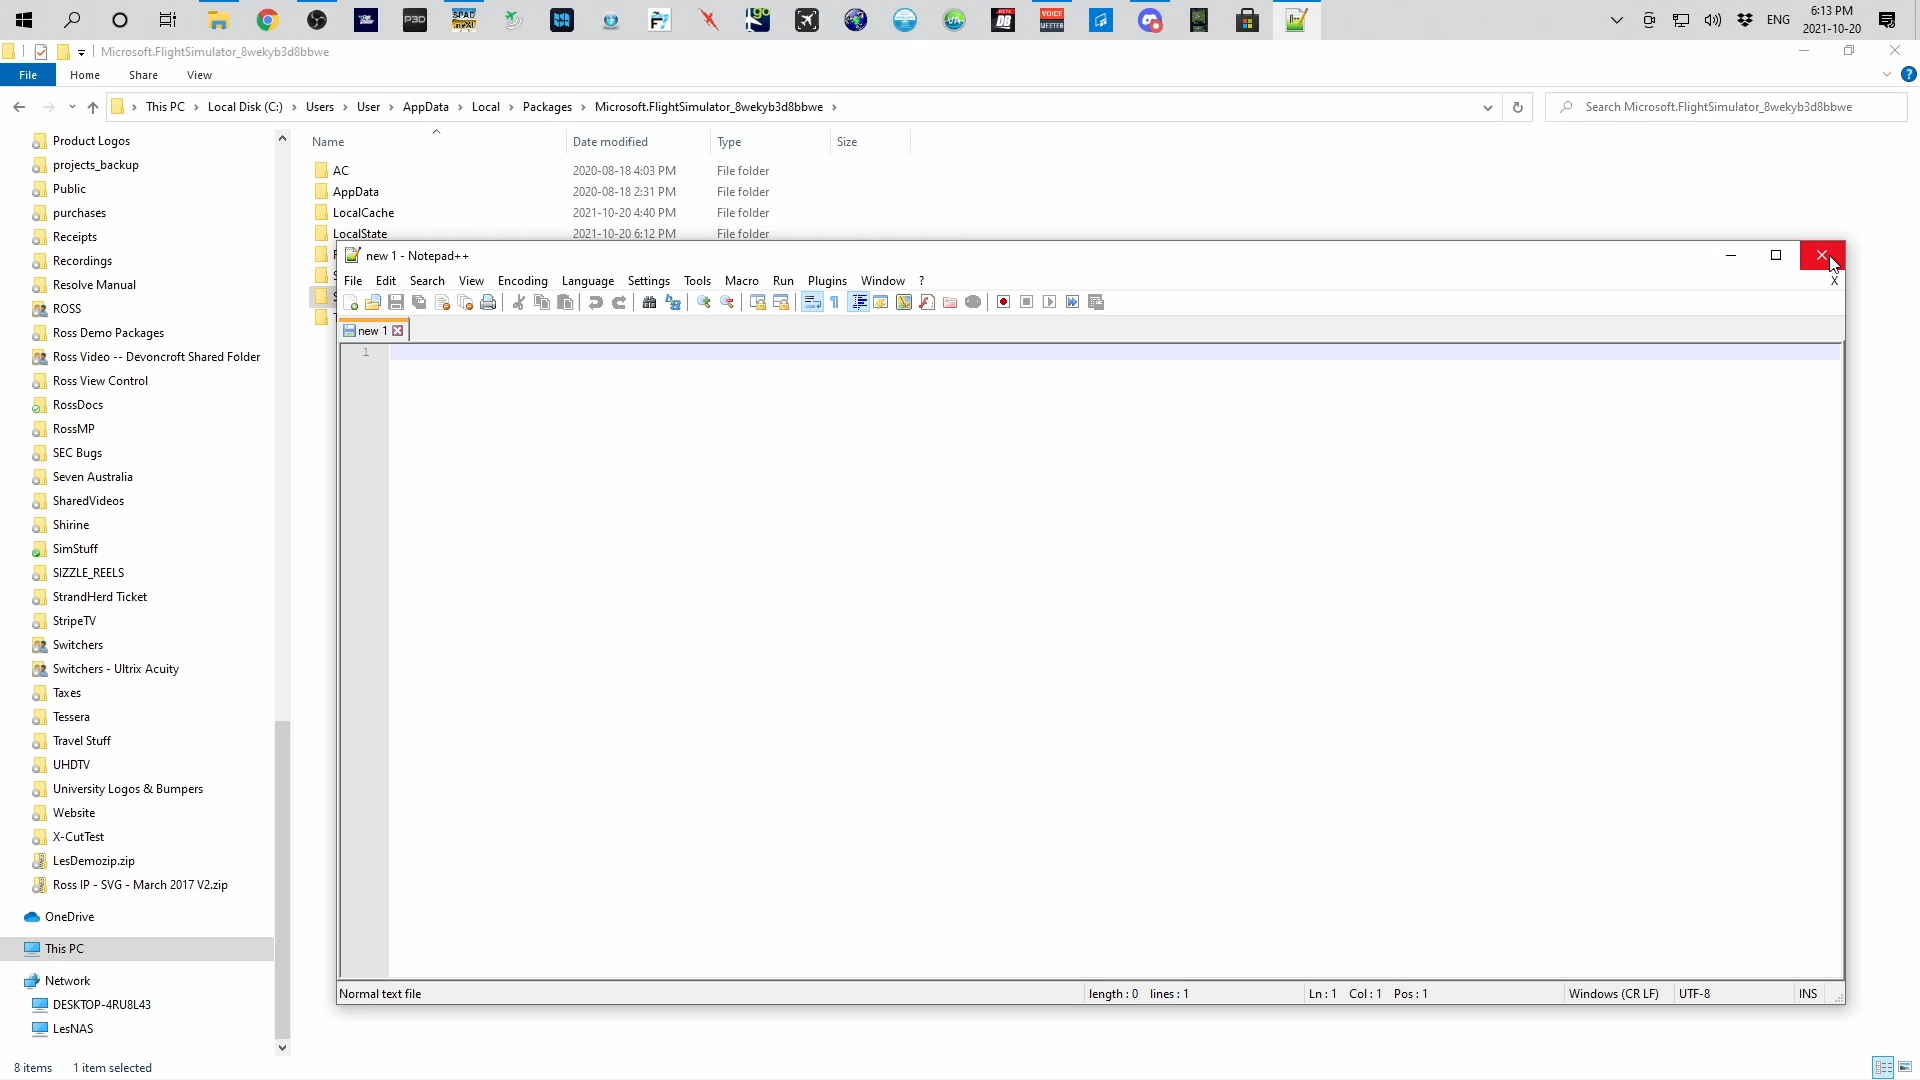 P3D
SPAD
BETA
DB
VOICE
MEETER
ENG
6:13 PM
2021-10-20
Microsoft.FlightSimulator_8wekyb3d8bbwe
File Home Share View
This PC > Local Disk (C:) > Users > User > AppData > Local > Packages > Microsoft.FlightSimulator_8wekyb3d8bbwe >
Search Microsoft.FlightSimulator_8wekyb3d8bbwe
Product Logos
projects_backup
Public
purchases
Receipts
Recordings
Resolve Manual
ROSS
Ross Demo Packages
Ross Video -- Devoncroft Shared Folder
Ross View Control
RossDocs
RossMP
SEC Bugs
Seven Australia
SharedVideos
Shirine
SimStuff
SIZZLE_REELS
StrandHerd Ticket
StripeTV
Switchers
Switchers - Ultrix Acuity
Taxes
Tessera
Travel Stuff
UHDTV
University Logos & Bumpers
Website
X-CutTest
LesDemozip.zip
Ross IP - SVG - March 2017 V2.zip
OneDrive
This PC
Network
DESKTOP-4RU8L43
LesNAS
8 items 1 item selected
Name Date modified Type Size
AC 2020-08-18 4:03 PM File folder
AppData 2020-08-18 2:31 PM File folder
LocalCache 2021-10-20 4:40 PM File folder
LocalState 2021-10-20 6:12 PM File folder
new 1 - Notepad++
File Edit Search View Encoding Language Settings Tools Macro Run Plugins Window ?
X
new 1
1
Normal text file
length : 0 lines : 1
Ln : 1 Col : 1 Pos : 1
Windows (CR LF)
UTF-8
INS